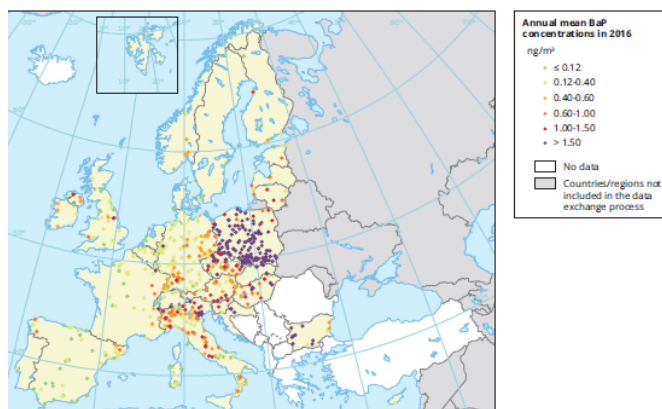 Annual mean BaP
concentrations in 2016
ng/m³
≤ 0.12
0.12-0.40
0.40-0.60
0.60-1.00
1.00-1.50
> 1.50
No data
Countries/regions not
included in the data
exchange process